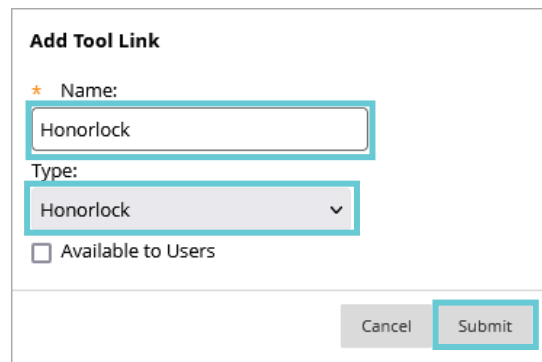 Add Tool Link
* Name:
Honorlock
Type:
Honorlock
Available to Users
Cancel Submit